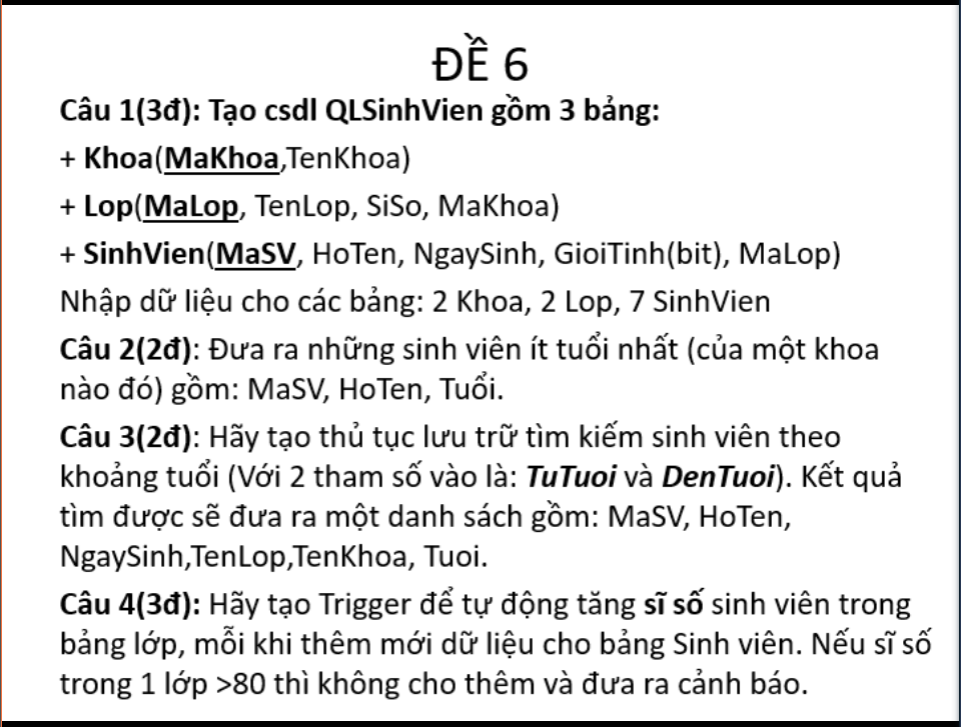 ĐỀ 6
Câu 1(3đ): Tạo csdl QLSinhVien gồm 3 bảng:
+ Khoa(MaKhoa,TenKhoa)
+ Lop(MaLop, TenLop, SiSo, MaKhoa)
+ SinhVien(MaSV, HoTen, NgaySinh, GioiTinh(bit), MaLop)
Nhập dữ liệu cho các bảng: 2 Khoa, 2 Lop, 7 SinhVien
Câu 2(2đ): Đưa ra những sinh viên ít tuổi nhất (của một khoa
nào đó) gồm: MaSV, HoTen, Tuổi.
Câu 3(2đ): Hãy tạo thủ tục lưu trữ tìm kiếm sinh viên theo
khoảng tuổi (Với 2 tham số vào là: TuTuoi và DenTuoi). Kết quả
tìm được sẽ đưa ra một danh sách gồm: MaSV, HoTen,
NgaySinh,TenLop,TenKhoa, Tuoi.
Câu 4(3đ): Hãy tạo Trigger để tự động tăng sĩ số sinh viên trong
bảng lớp, mỗi khi thêm mới dữ liệu cho bảng Sinh viên. Nếu sĩ số
trong 1 lớp >80 thì không cho thêm và đưa ra cảnh báo.